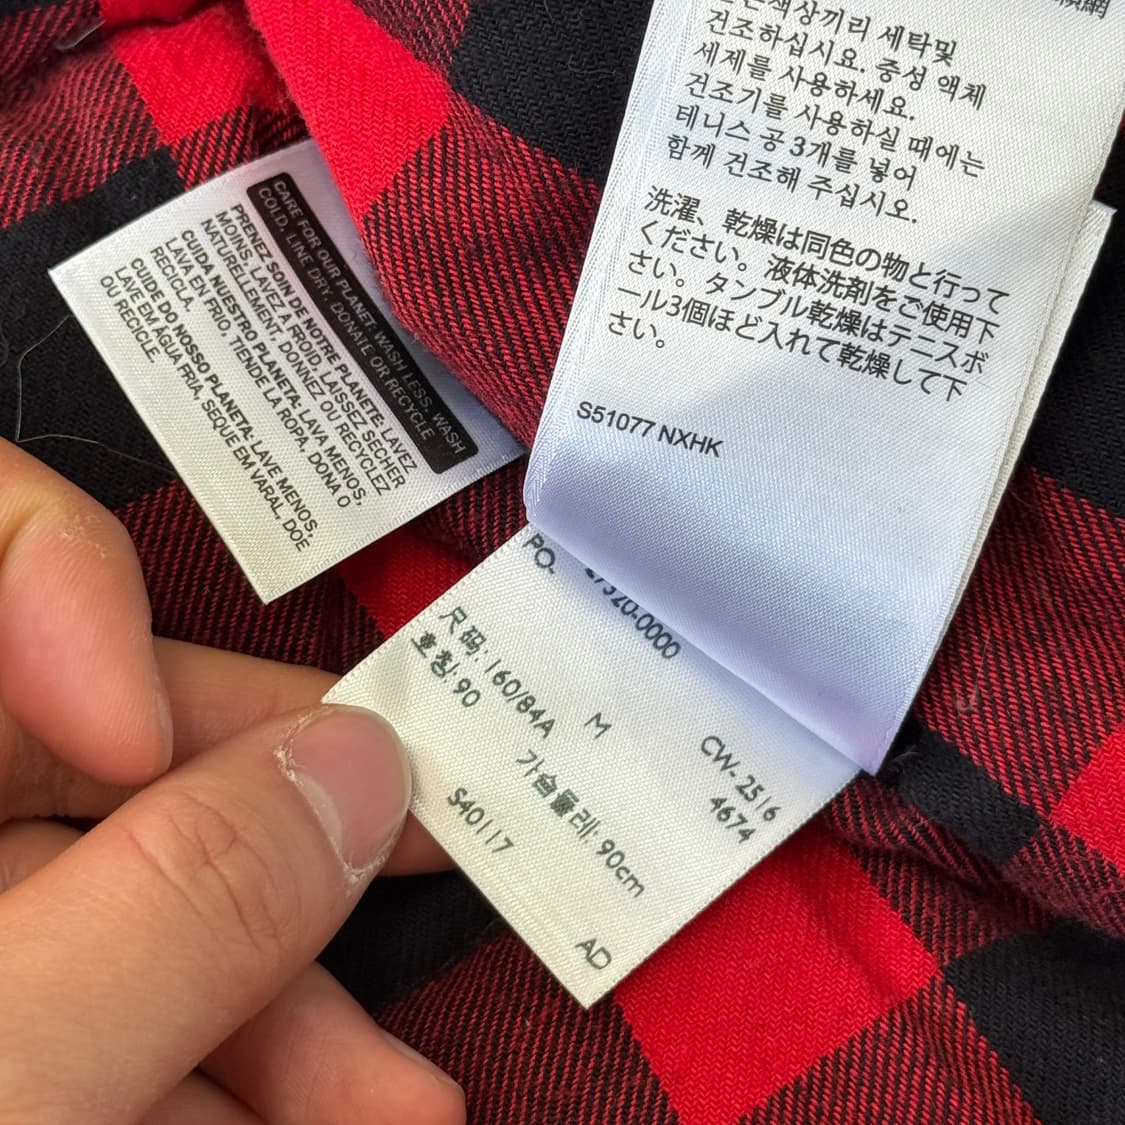 CARE FOR OUR PLANET: WASH LESS, WASH
COLD, LINE DRY, DONATE OR RECYCLE
PRENEZ SOIN DE NOTRE PLANETE: LAVEZ
MOINS, LAVEZ A FROID, LAISSEZ SECHER
NATURELLEMENT, DONNEZ OU RECYCLEZ
CUIDA NUESTRO PLANETA: LAVA MENOS,
LAVA EN FRIO, TIENDE LA ROPA, DONA O
RECICLA.
CUIDE DO NOSSO PLANETA: LAVE MENOS,
LAVE EM ÁGUA FRIA, SEQUE EM VARAL, DOE
OU RECICLE
세탁및
건조하십시요. 중성 액체
세제를 사용하세요.
건조기를 사용하실 때에는
테니스 공 3개를 넣어
함께 건조해 주십시오.
洗濯、乾燥は同色の物と行って
ください。液体洗剤をご使用下
さい。タンブル乾燥はテニスボ
ール3個ほど入れて乾燥して下
さい。
S51077 NXHK
PO. 27320-0000
尺码: 160/84A M CW-2516
호칭: 90 4674
가슴둘레: 90cm
S40117 AD